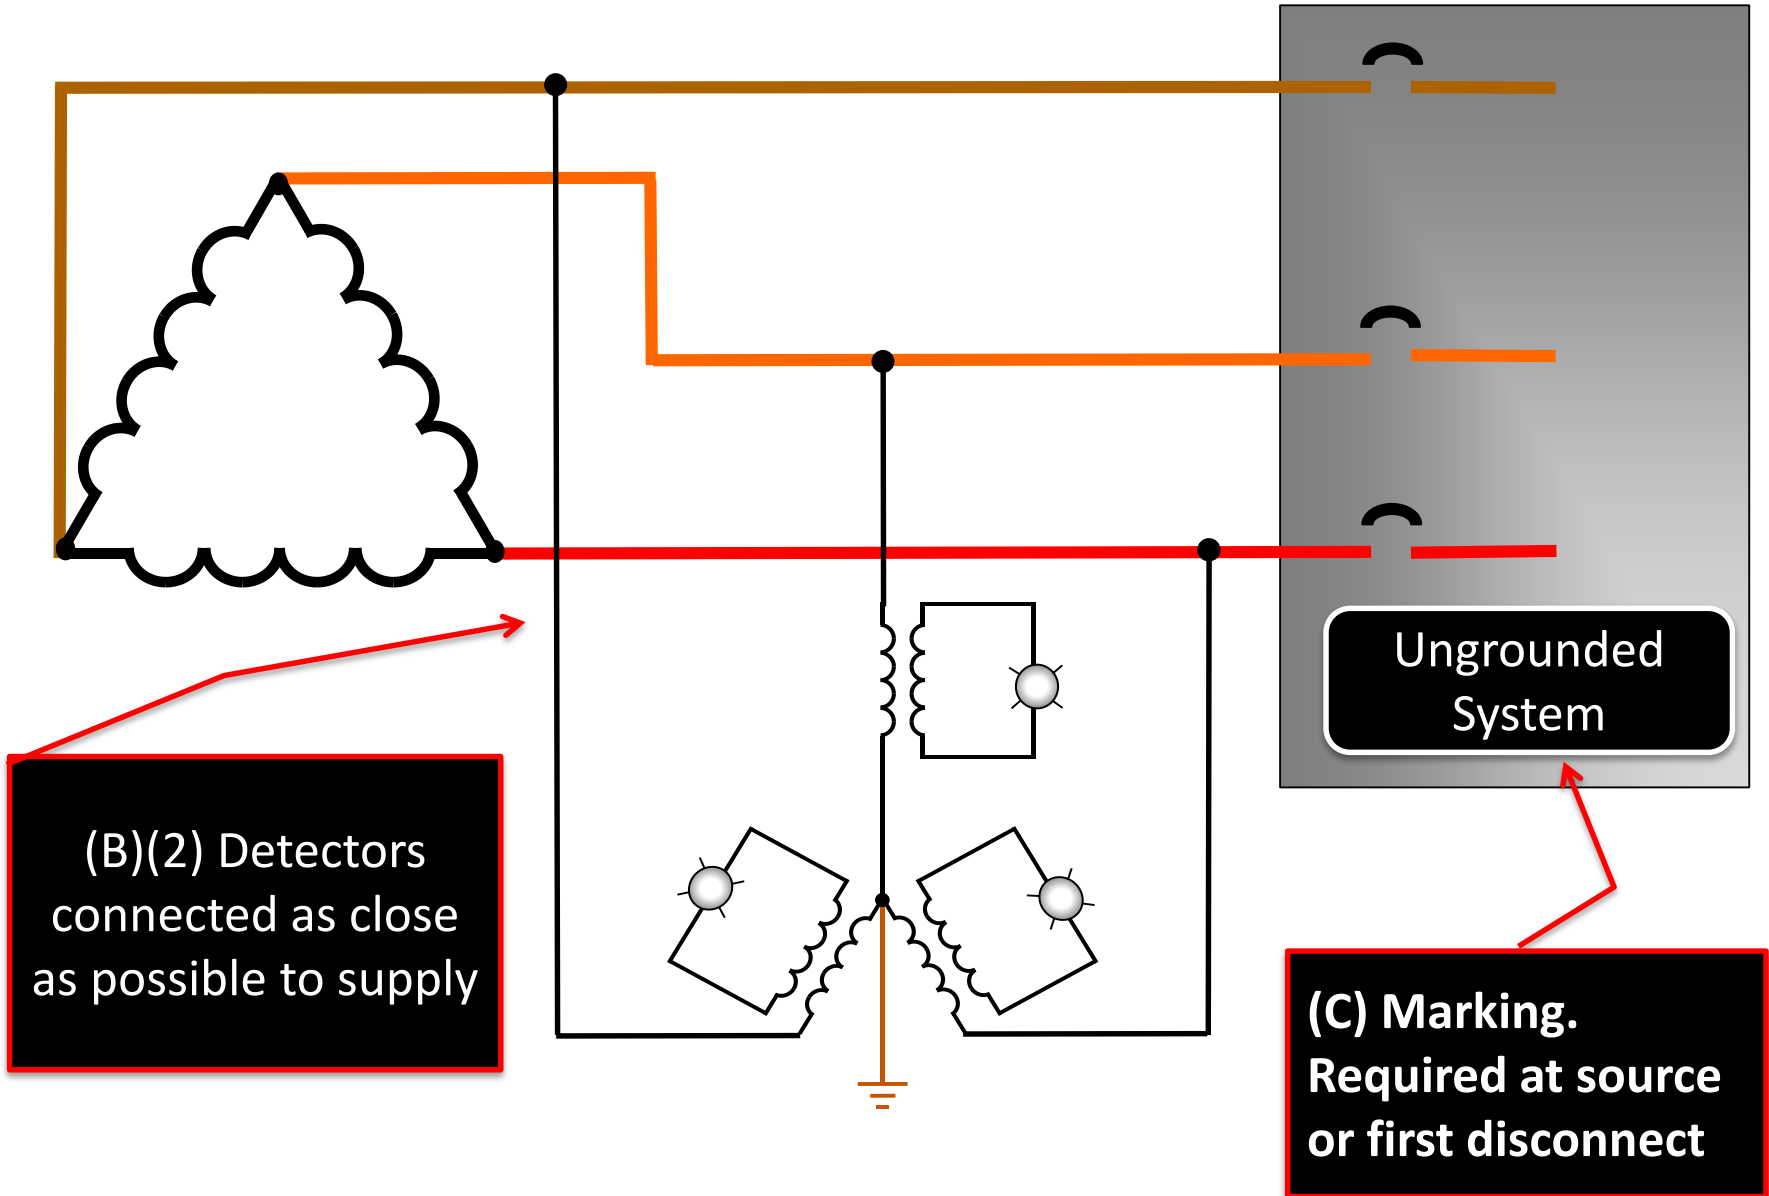 Ungrounded
System
(B)(2) Detectors
connected as close
as possible to supply
(C) Marking.
Required at source
or first disconnect